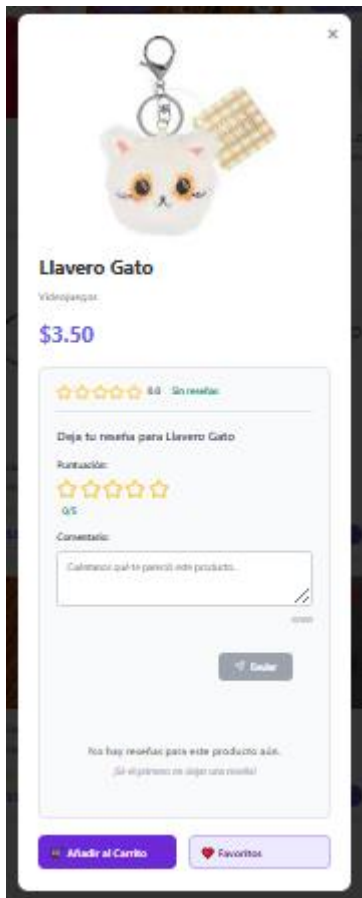 ×
Llavero Gato
Videojuegos
$3.50
0.0 Sin reseñas
Deja tu reseña para Llavero Gato
Puntuación:
0/5
Comentario:
Cuéntanos qué te pareció este producto...
Enviar
No hay reseñas para este producto aún.
¡Sé el primero en dejar una reseña!
Añadir al Carrito
Favoritos